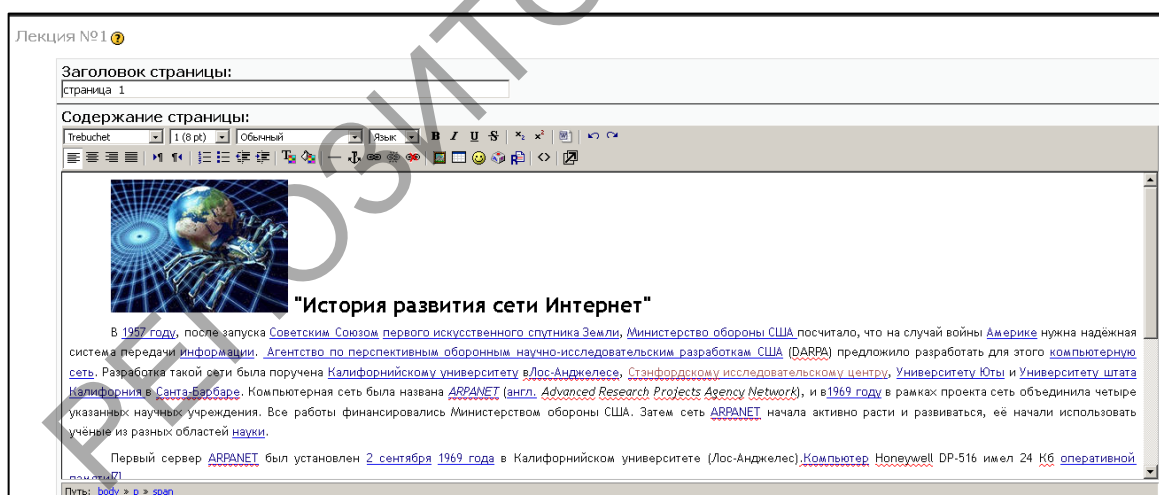 Лекция №1
Заголовок страницы:
страница 1
Содержание страницы:
Trebuchet 1 (8 pt) Обычный Язык B I U S
"История развития сети Интернет"
В 1957 году, после запуска Советским Союзом первого искусственного спутника Земли, Министерство обороны США посчитало, что на случай войны Америке нужна надёжная
система передачи информации. Агентство по перспективным оборонным научно-исследовательским разработкам США (DARPA) предложило разработать для этого компьютерную
сеть. Разработка такой сети была поручена Калифорнийскому университету вЛос-Анджелесе, Стэнфордскому исследовательскому центру, Университету Юты и Университету штата
Калифорния в Санта-Барбаре. Компьютерная сеть была названа ARPANET (англ. Advanced Research Projects Agency Network), и в1969 году в рамках проекта сеть объединила четыре
указанных научных учреждения. Все работы финансировались Министерством обороны США. Затем сеть ARPANET начала активно расти и развиваться, её начали использовать
учёные из разных областей науки.
Первый сервер ARPANET был установлен 2 сентября 1969 года в Калифорнийском университете (Лос-Анджелес).Компьютер Honeywell DP-516 имел 24 Кб оперативной
памяти[7]
Путь: body » p » span
РЕПОЗИТО